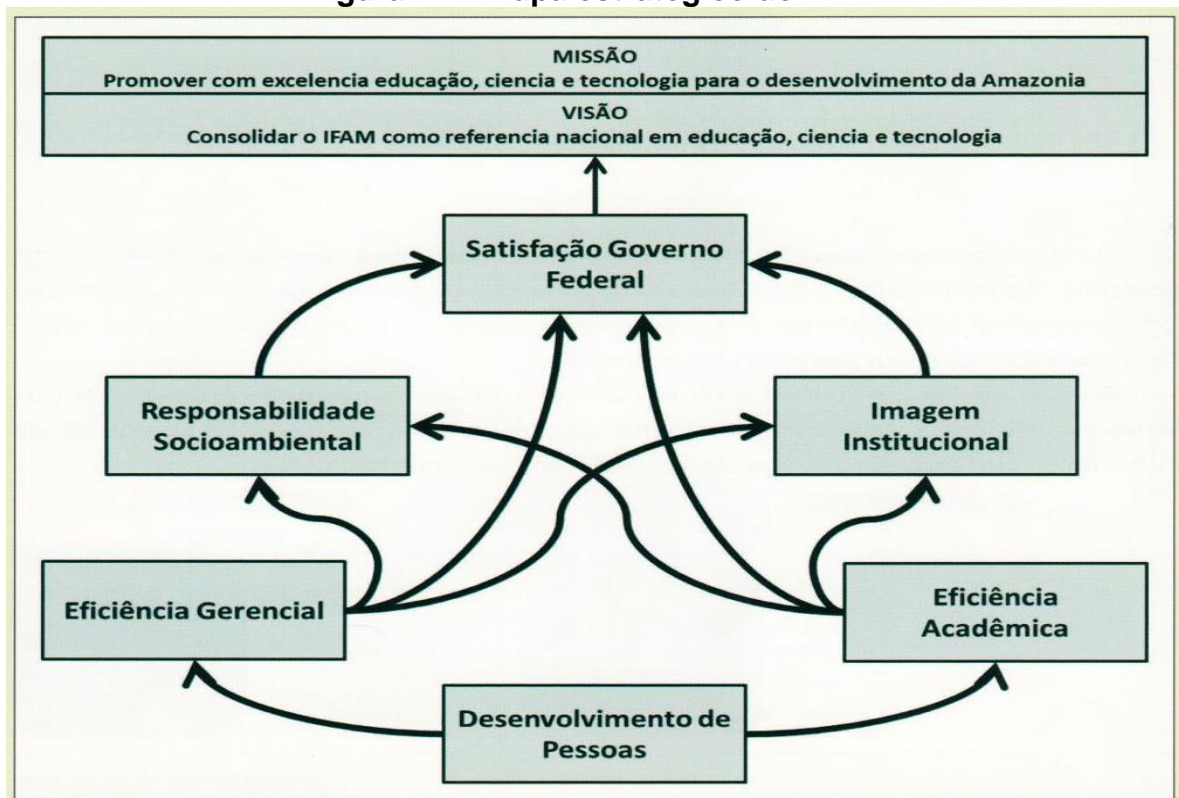 MISSÃO
Promover com excelencia educação, ciencia e tecnologia para o desenvolvimento da Amazonia
VISÃO
Consolidar o IFAM como referencia nacional em educação, ciencia e tecnologia
Satisfação Governo
Federal
Responsabilidade
Socioambiental
Imagem
Institucional
Eficiência Gerencial
Eficiência
Acadêmica
Desenvolvimento de
Pessoas